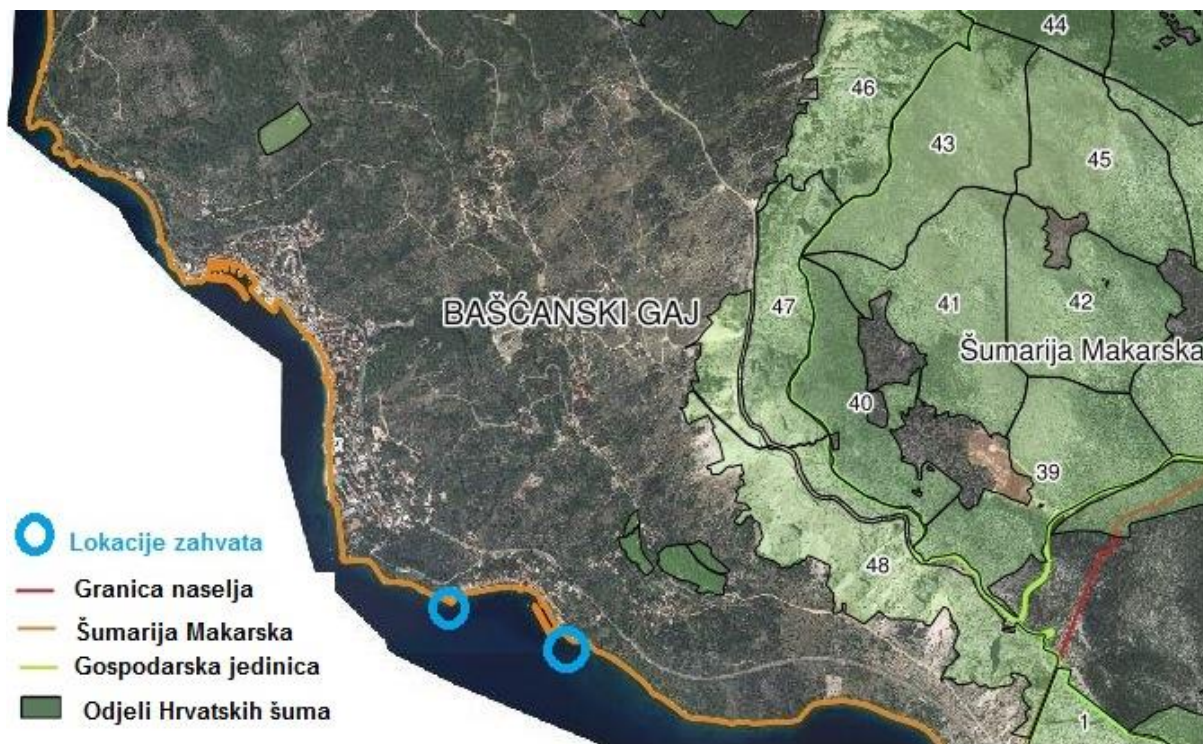 44
46
43
45
47
BAŠĆANSKI GAJ
41
42
Šumarija Makarska
40
39
48
1
Lokacije zahvata
Granica naselja
Šumarija Makarska
Gospodarska jedinica
Odjeli Hrvatskih šuma